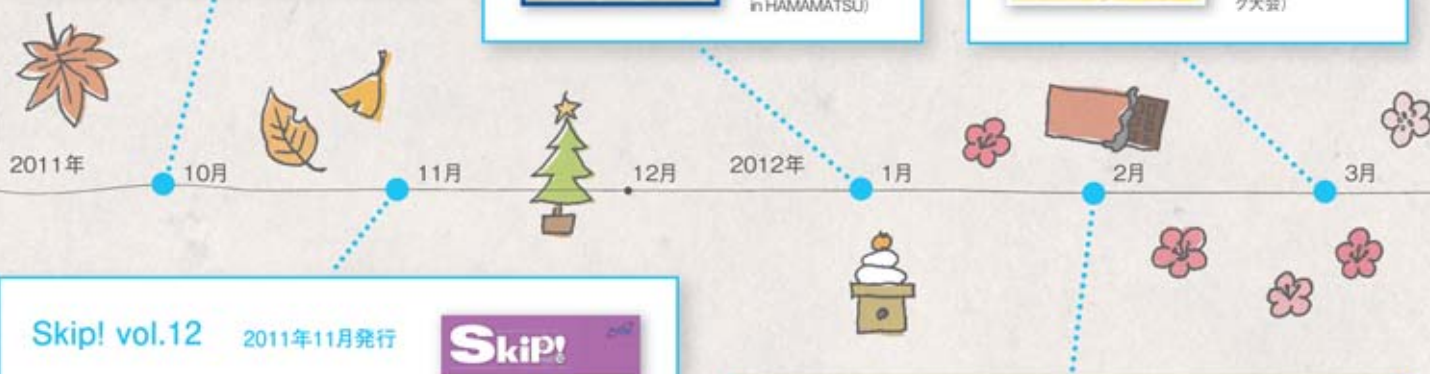 in HAMAMATSU)
グ大会)
2011年
10月
11月
12月
2012年
1月
2月
3月
Skip! vol.12
2011年11月発行
SKiP!